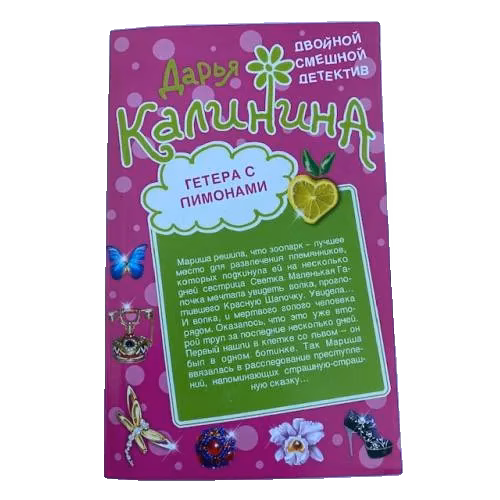 Дарья
Калинина
ДВОЙНОЙ
СМЕШНОЙ
ДЕТЕКТИВ
ГЕТЕРА С
ПИМОНАМИ
Мариша решила, что зоопарк – лучшее
место для развлечения племянников,
которых подкинула ей на несколько
дней сестрица Светка. Маленькая Га-
почка мечтала увидеть волка, прогло-
тившего Красную Шапочку. Увидела...
И волка, и мертвого голого человека
рядом. Оказалось, что это уже вто-
рой труп за последние несколько дней.
Первый нашли в клетке со львом – он
был в одном ботинке. Так Мариша
ввязалась в расследование преступле-
ний, напоминающих страшную-страш-
ную сказку...